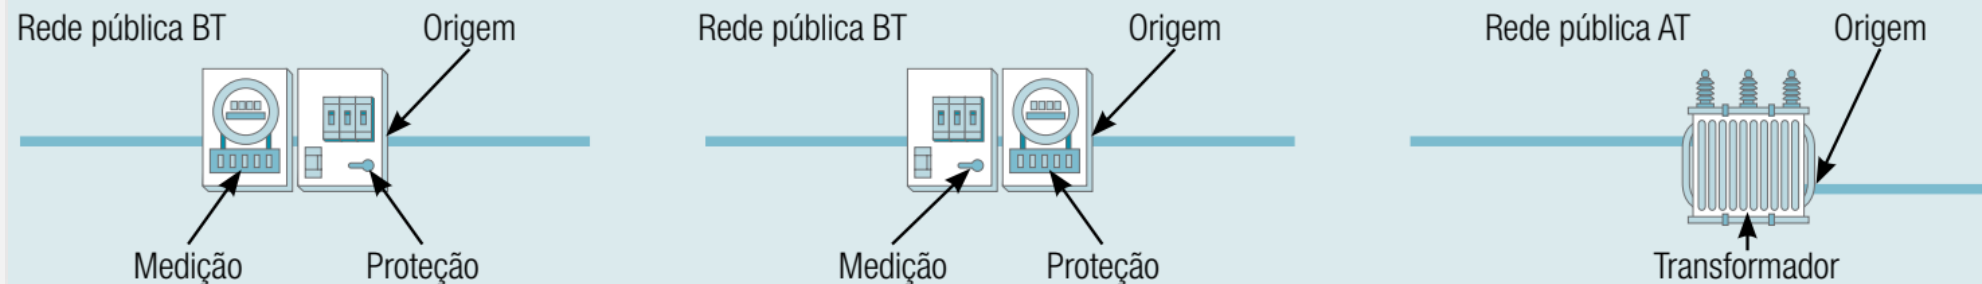 Rede pública BT
Origem
Medição
Proteção
Rede pública BT
Origem
Medição
Proteção
Rede pública AT
Origem
Transformador